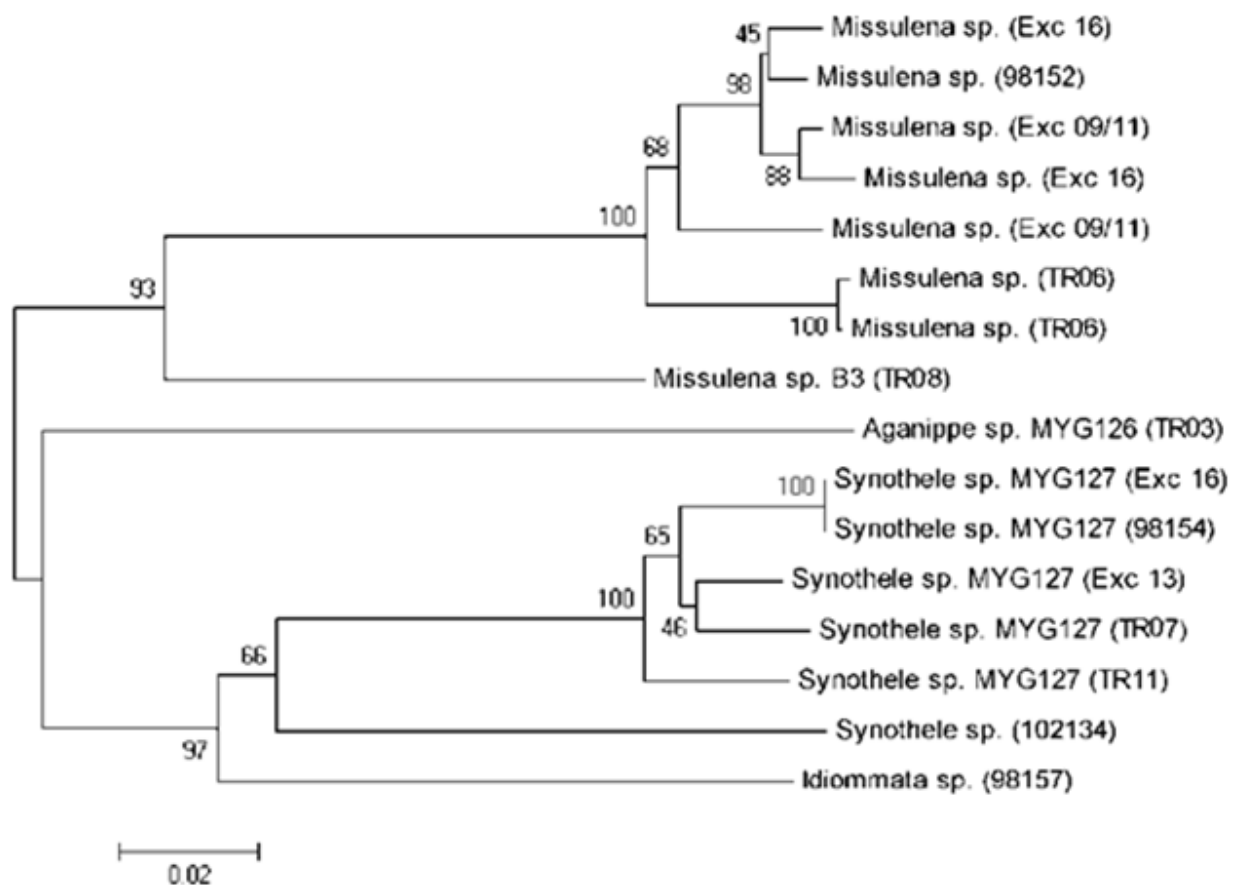 45
Missulena sp. (Exc 16)
98
Missulena sp. (98152)
Missulena sp. (Exc 09/11)
68
88
Missulena sp. (Exc 16)
100
Missulena sp. (Exc 09/11)
93
Missulena sp. (TR06)
100
Missulena sp. (TR06)
Missulena sp. B3 (TR08)
Aganippe sp. MYG126 (TR03)
100
Synothele sp. MYG127 (Exc 16)
Synothele sp. MYG127 (98154)
65
Synothele sp. MYG127 (Exc 13)
100
46
Synothele sp. MYG127 (TR07)
66
Synothele sp. MYG127 (TR11)
Synothele sp. (102134)
97
Idiommata sp. (98157)
0.02